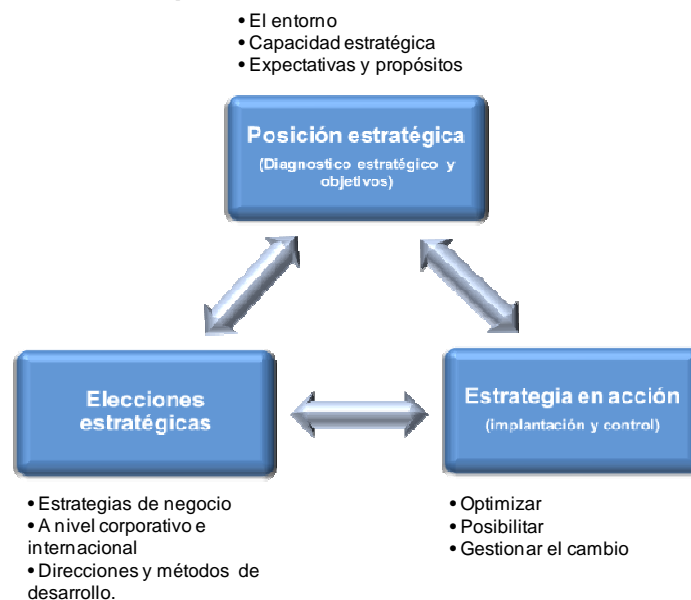 • El entorno
• Capacidad estratégica
• Expectativas y propósitos
Posición estratégica
(Diagnostico estratégico y
objetivos)
Elecciones
estratégicas
Estrategia en acción
(implantación y control)
• Estrategias de negocio
• A nivel corporativo e
internacional
• Direcciones y métodos de
desarrollo.
• Optimizar
• Posibilitar
• Gestionar el cambio